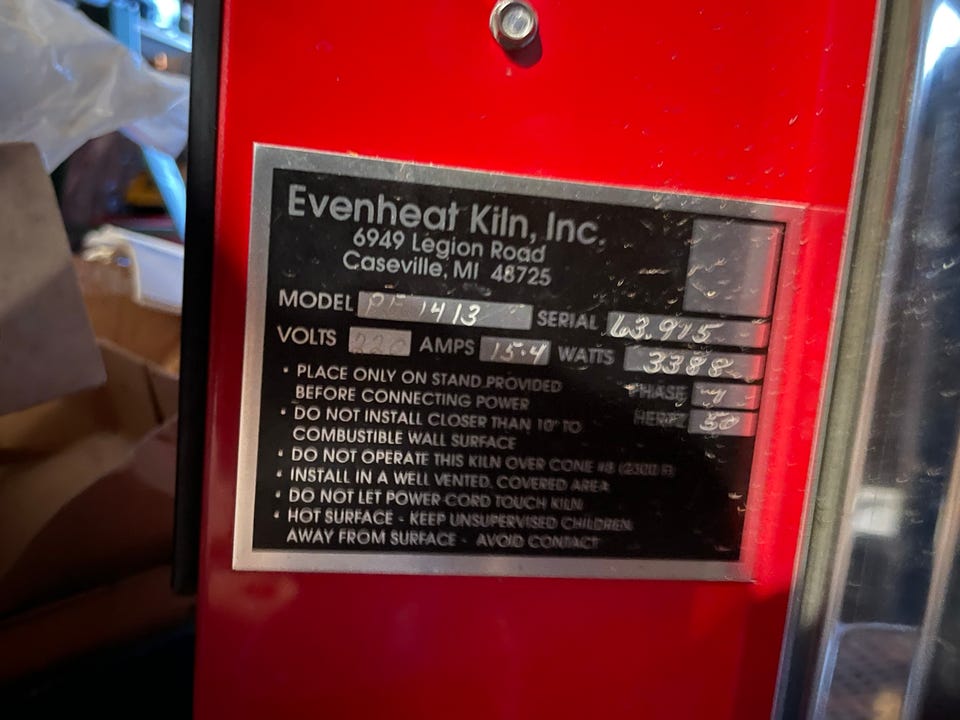 Evenheat Kiln, Inc.
6949 Legion Road
Caseville, MI 48725
MODEL 1413 SERIAL 63.915
VOLTS 220 AMPS 15.4 WATTS 3388
• PLACE ONLY ON STAND PROVIDED PHASE
BEFORE CONNECTING POWER HERTZ 50
• DO NOT INSTALL CLOSER THAN 10" TO
COMBUSTIBLE WALL SURFACE
• DO NOT OPERATE THIS KILN OVER CONE #8 (2300 F)
• INSTALL IN A WELL VENTED, COVERED AREA
• DO NOT LET POWER CORD TOUCH KILN
• HOT SURFACE - KEEP UNSUPERVISED CHILDREN
AWAY FROM SURFACE - AVOID CONTACT